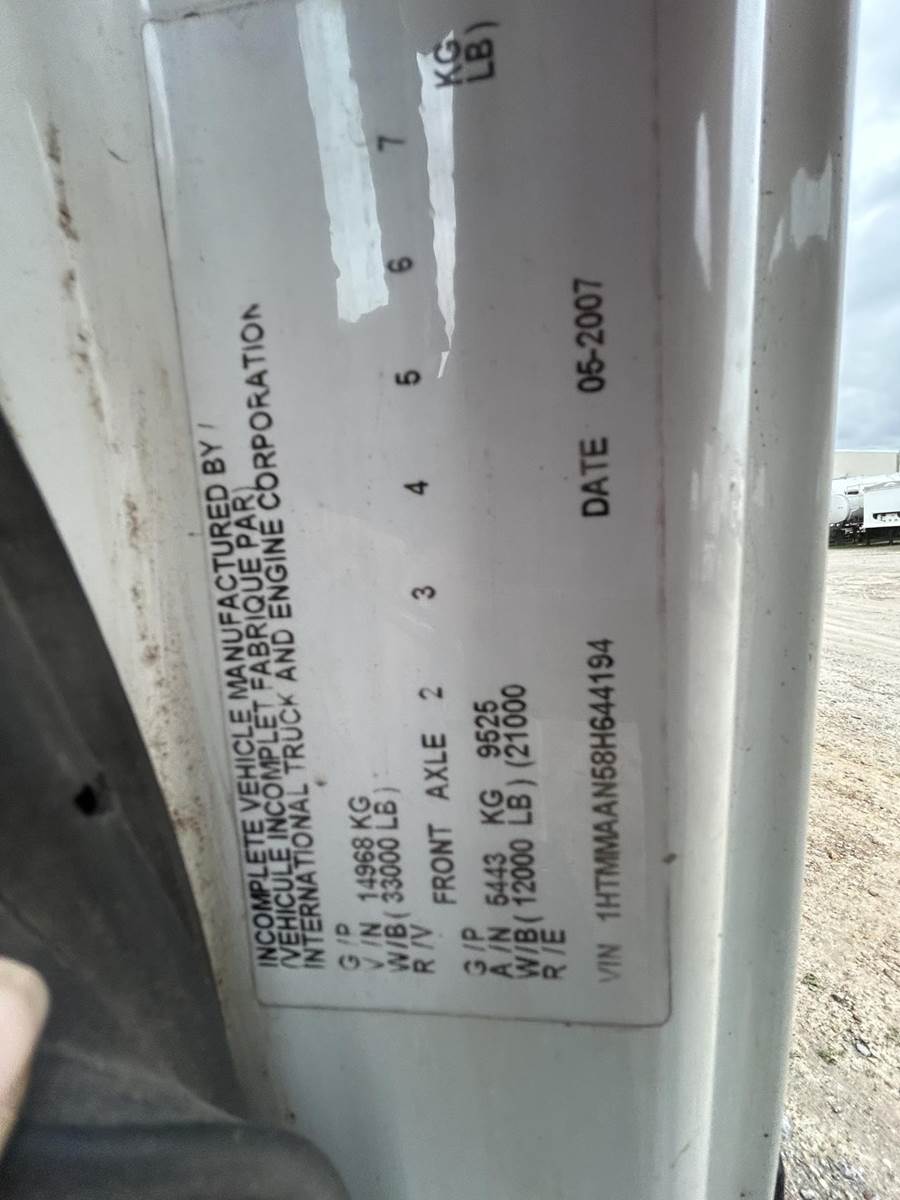 INCOMPLETE VEHICLE MANUFACTURED BY /
(VEHICULE INCOMPLET FABRIQUE PAR)
INTERNATIONAL TRUCK AND ENGINE CORPORATION
G /P
V /N 14968 KG
W/B( 33000 LB )
R /V
FRONT AXLE 2 3 4 5 6 7
G /P
A /N 5443 KG 9525 KG
W/B( 12000 LB ) (21000 LB)
R /E
VIN 1HTMMAAN58H644194 DATE 05-2007